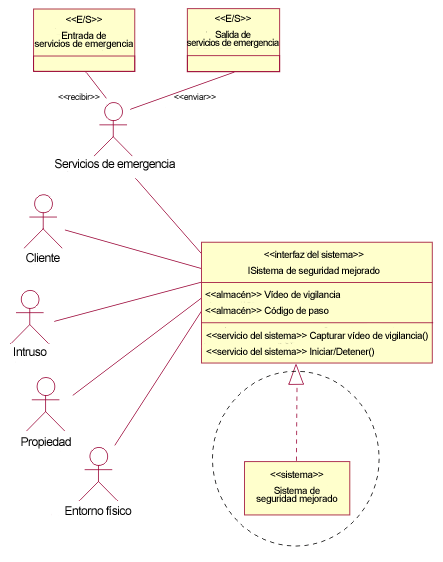 <<E/S>>
Entrada de
servicios de emergencia
<<E/S>>
Salida de
servicios de emergencia
<<recibir>>
<<enviar>>
Servicios de emergencia
Cliente
Intruso
Propiedad
Entorno físico
<<interfaz del sistema>>
ISistema de seguridad mejorado
<<almacén>> Vídeo de vigilancia
<<almacén>> Código de paso
<<servicio del sistema>> Capturar vídeo de vigilancia()
<<servicio del sistema>> Iniciar/Detener()
<<sistema>>
Sistema de
seguridad mejorado